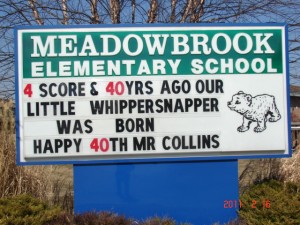 MEADOWBROOK
ELEMENTARY SCHOOL
4 SCORE & 40YRS AGO OUR
LITTLE WHIPPERSNAPPER
WAS BORN
HAPPY 40TH MR COLLINS
2011 2 16